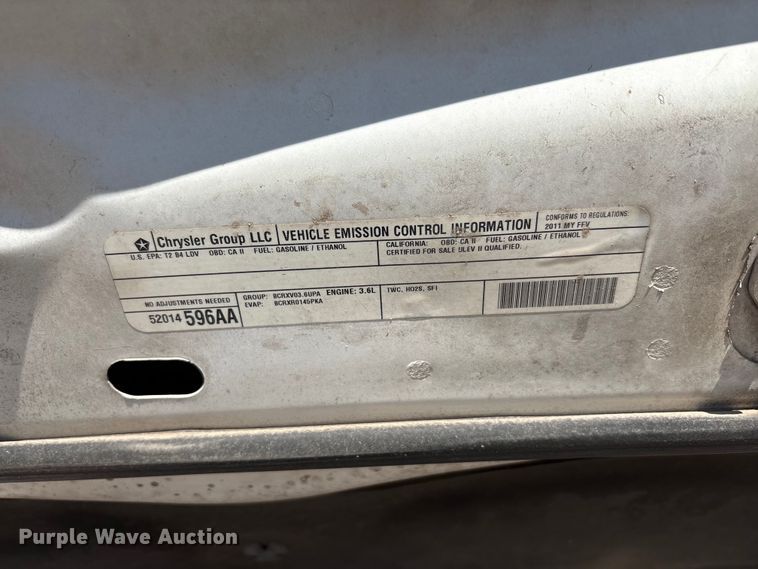 Chrysler Group LLC VEHICLE EMISSION CONTROL INFORMATION
CONFORMS TO REGULATIONS:
2011 MY FFV
U.S. EPA: T2 B4 LDV OBD: CA II FUEL: GASOLINE / ETHANOL
CALIFORNIA: OBD: CA II FUEL: GASOLINE / ETHANOL
CERTIFIED FOR SALE ULEV II QUALIFIED.
NO ADJUSTMENTS NEEDED
52014 596AA
GROUP: BCRXV03.6UPA ENGINE: 3.6L
EVAP: BCRXR0145PKA
TWC, HO2S, SFI
Purple Wave Auction